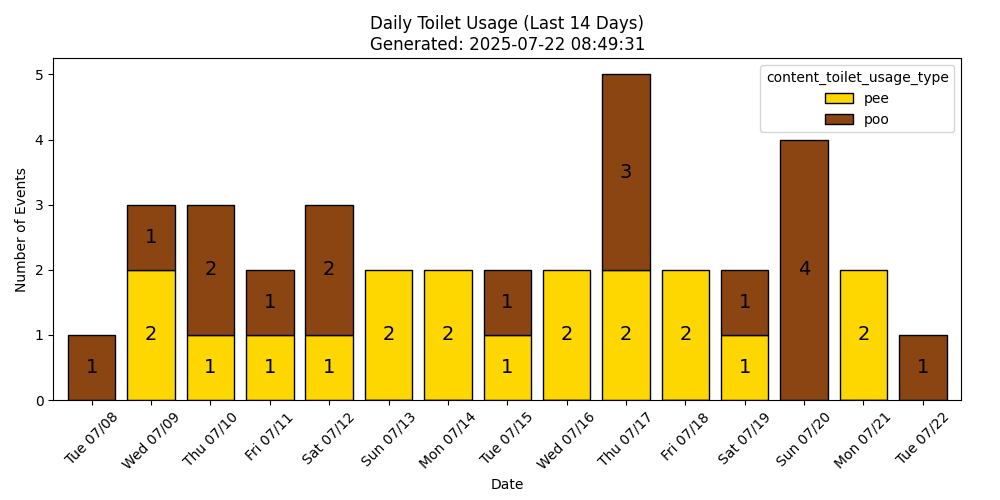 Daily Toilet Usage (Last 14 Days)
Generated: 2025-07-22 08:49:31
content_toilet_usage_type
pee
poo
Number of Events
5
4
3
2
1
0
1
2
1
1
2
1
1
1
2
2
2
1
1
2
2
3
2
1
1
4
2
1
Tue 07/08
Wed 07/09
Thu 07/10
Fri 07/11
Sat 07/12
Sun 07/13
Mon 07/14
Tue 07/15
Wed 07/16
Thu 07/17
Fri 07/18
Sat 07/19
Sun 07/20
Mon 07/21
Tue 07/22
Date